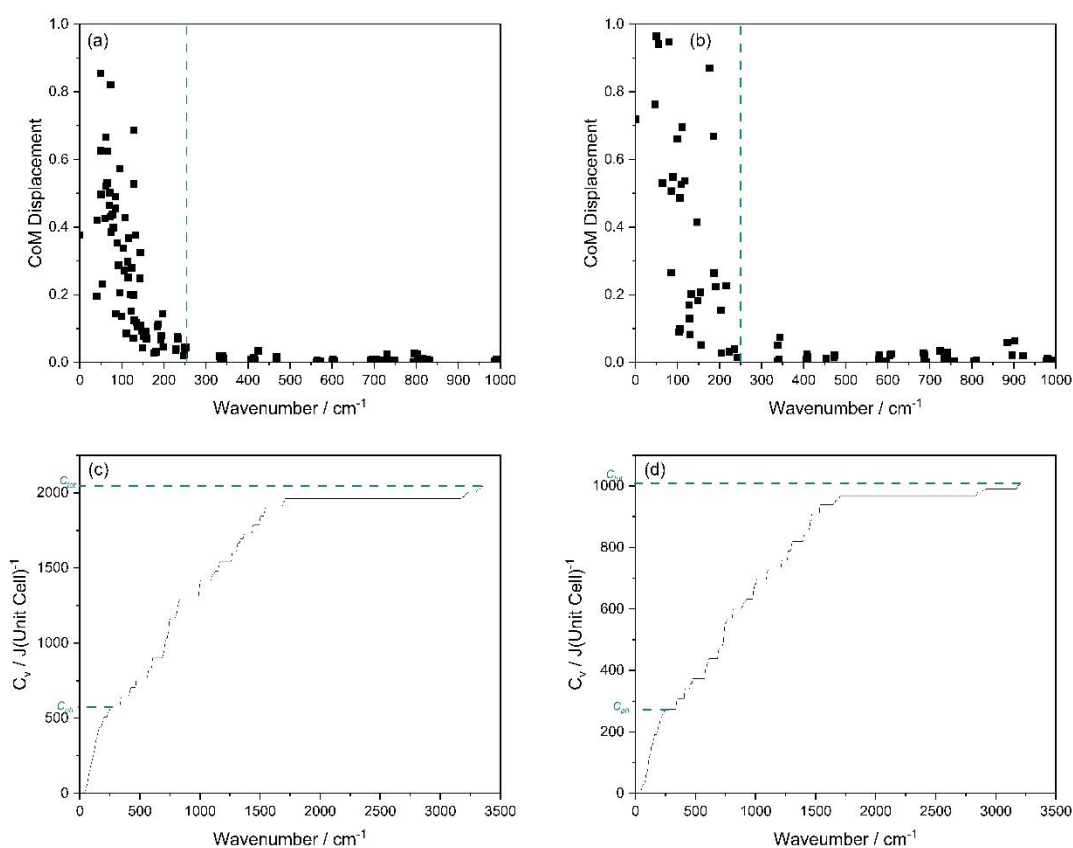 (a)
1.0
0.8
0.6
0.4
0.2
0.0
CoM Displacement
0 100 200 300 400 500 600 700 800 900 1000
Wavenumber / cm-1
(b)
1.0
0.8
0.6
0.4
0.2
0.0
CoM Displacement
0 100 200 300 400 500 600 700 800 900 1000
Wavenumber / cm-1
(c)
Ctot
2000
1500
1000
Cph
500
0
Cv / J(Unit Cell)-1
0 500 1000 1500 2000 2500 3000 3500
Wavenumber / cm-1
(d)
1000
800
600
400
Cph
200
0
Cv / J(Unit Cell)-1
0 500 1000 1500 2000 2500 3000 3500
Waveumber / cm-1